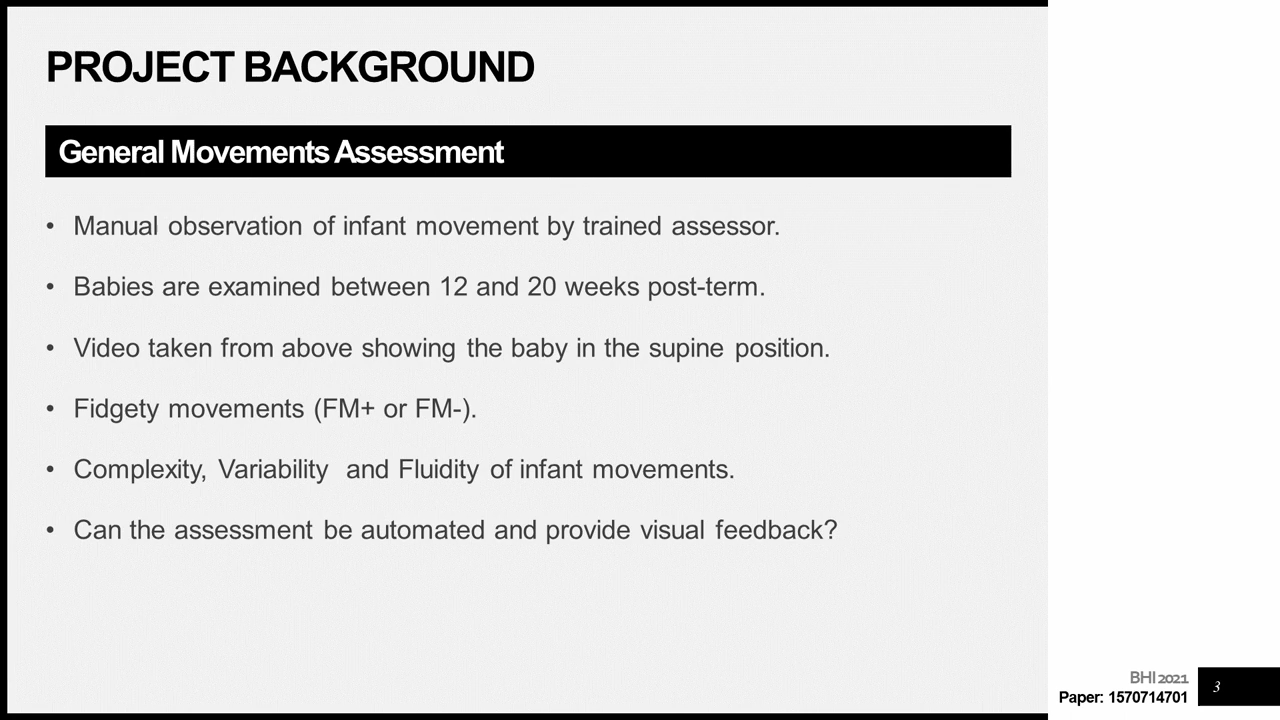 PROJECT BACKGROUND
General Movements Assessment
• Manual observation of infant movement by trained assessor.
• Babies are examined between 12 and 20 weeks post-term.
• Video taken from above showing the baby in the supine position.
• Fidgety movements (FM+ or FM-).
• Complexity, Variability and Fluidity of infant movements.
• Can the assessment be automated and provide visual feedback?
BHI 2021
Paper: 1570714701
3